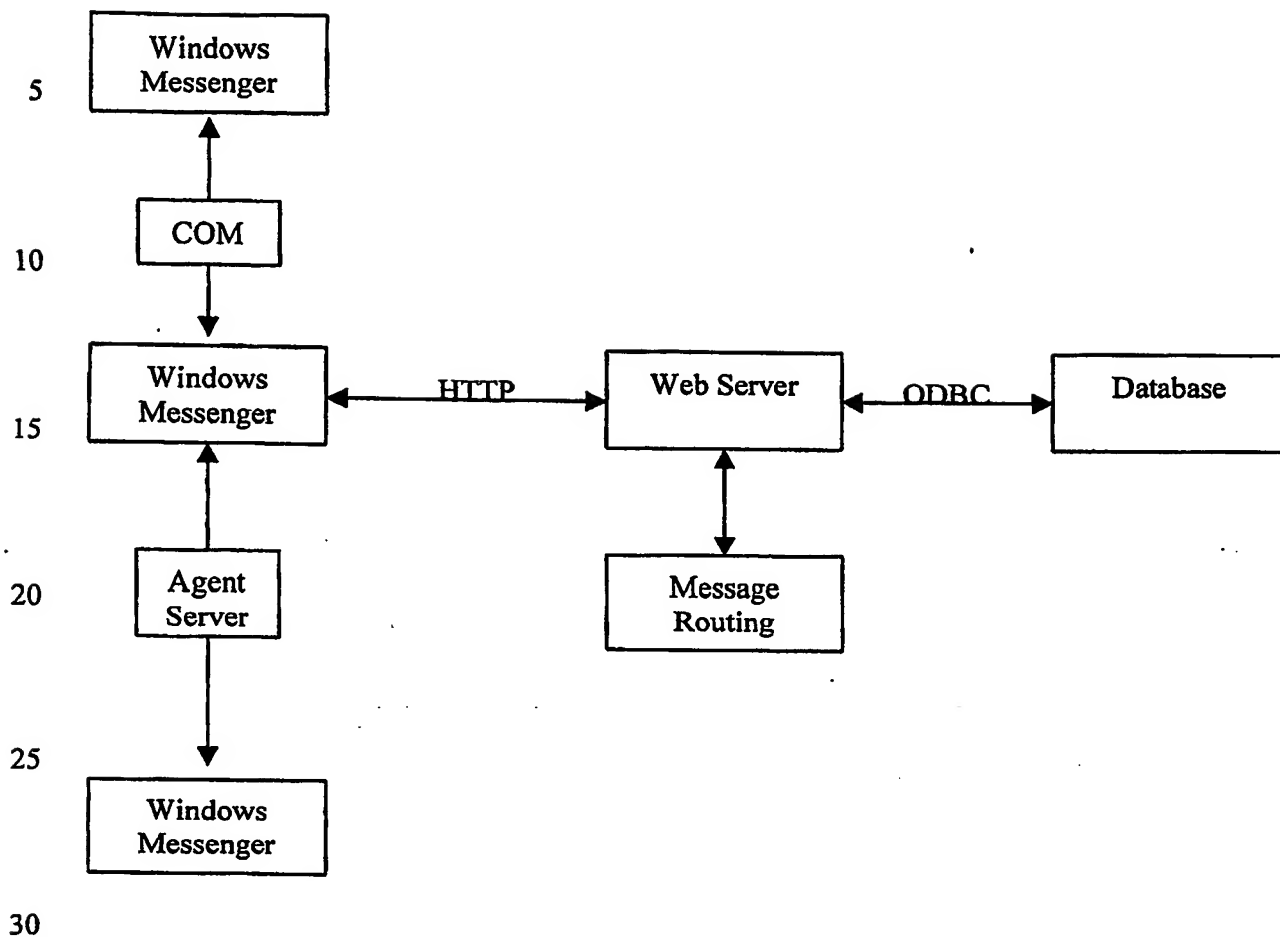 Windows
Messenger
5
COM
10
Windows
Messenger
HTTP
Web Server
ODBC
Database
15
Agent
Server
20
Message
Routing
25
Windows
Messenger
30